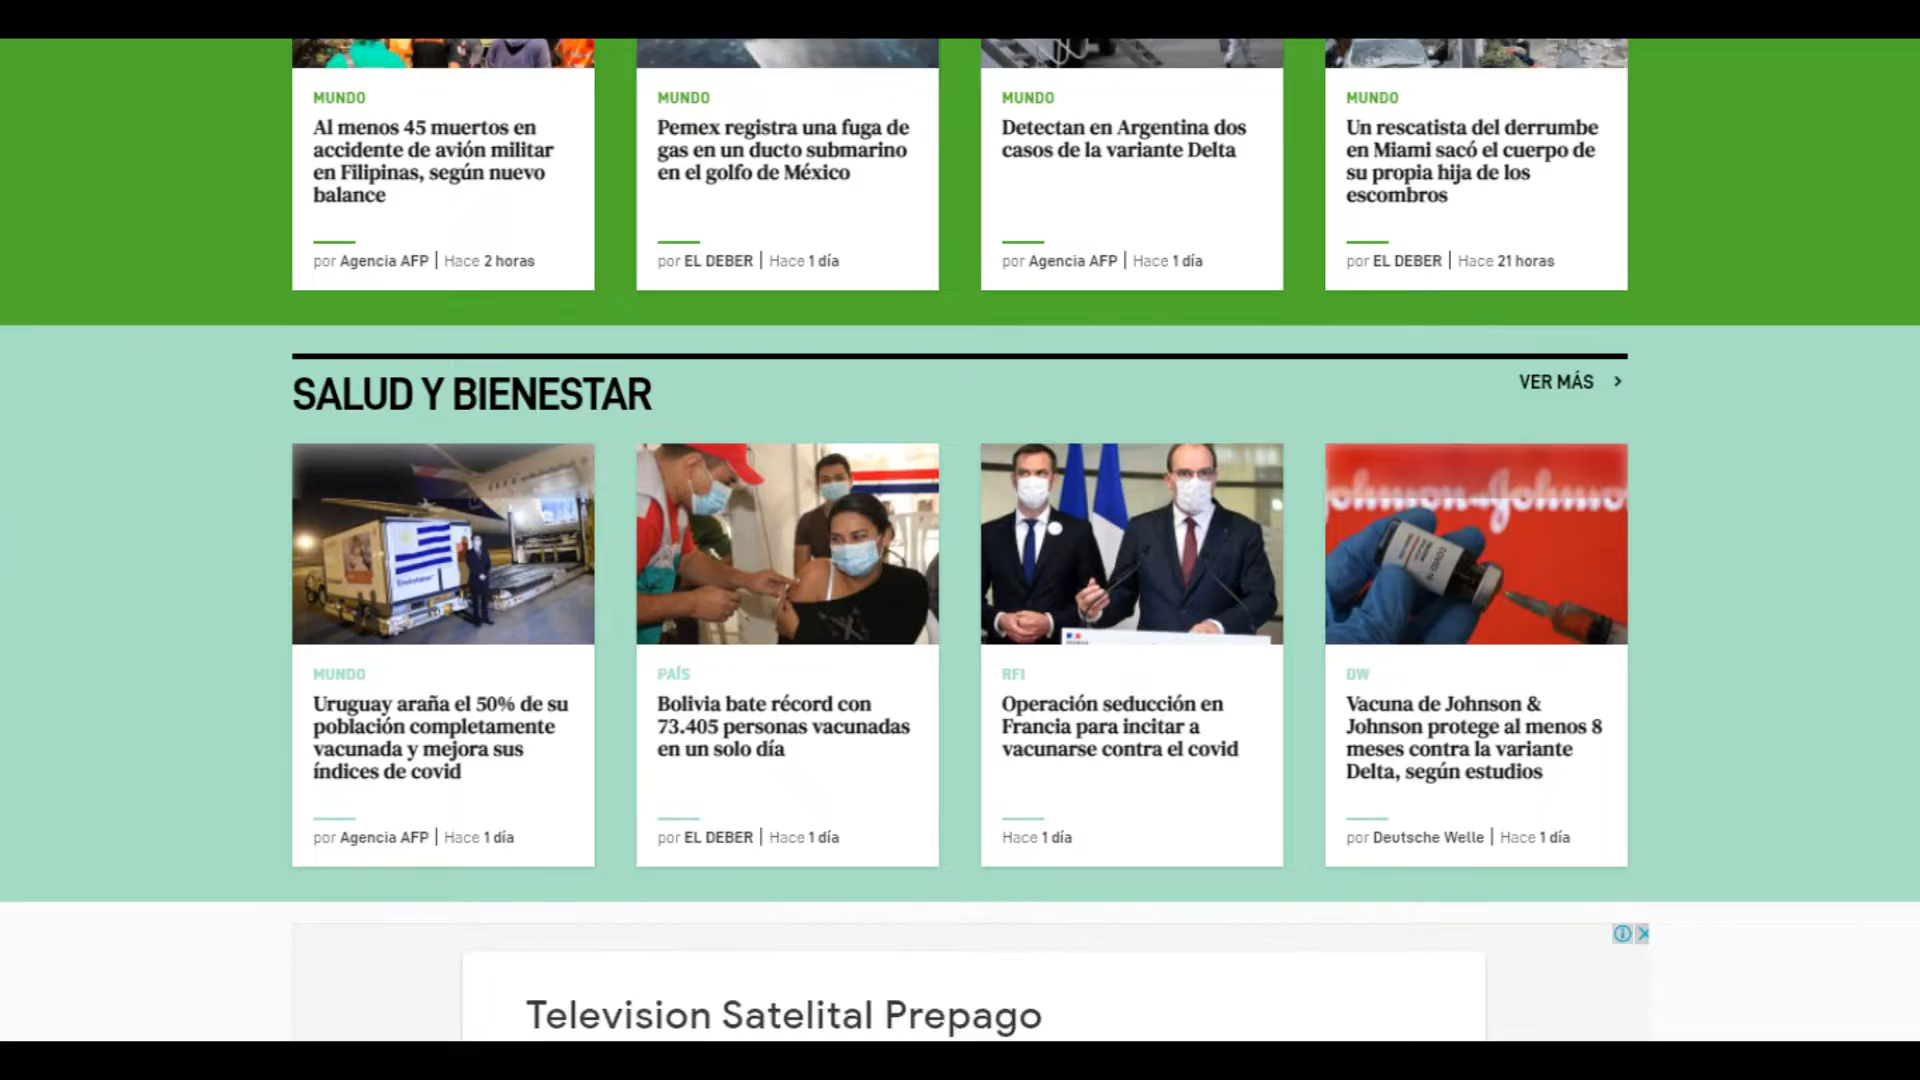 MUNDO
Al menos 45 muertos en
accidente de avión militar
en Filipinas, según nuevo
balance
por Agencia AFP | Hace 2 horas
MUNDO
Pemex registra una fuga de
gas en un ducto submarino
en el golfo de México
por EL DEBER | Hace 1 día
MUNDO
Detectan en Argentina dos
casos de la variante Delta
por Agencia AFP | Hace 1 día
MUNDO
Un rescatista del derrumbe
en Miami sacó el cuerpo de
su propia hija de los
escombros
por EL DEBER | Hace 21 horas
SALUD Y BIENESTAR
VER MÁS >
MUNDO
Uruguay araña el 50% de su
población completamente
vacunada y mejora sus
índices de covid
por Agencia AFP | Hace 1 día
PAÍS
Bolivia bate récord con
73.405 personas vacunadas
en un solo día
por EL DEBER | Hace 1 día
RFI
Operación seducción en
Francia para incitar a
vacunarse contra el covid
Hace 1 día
ohnson-Johnso
COVID-19
DW
Vacuna de Johnson &
Johnson protege al menos 8
meses contra la variante
Delta, según estudios
por Deutsche Welle | Hace 1 día
Television Satelital Prepago